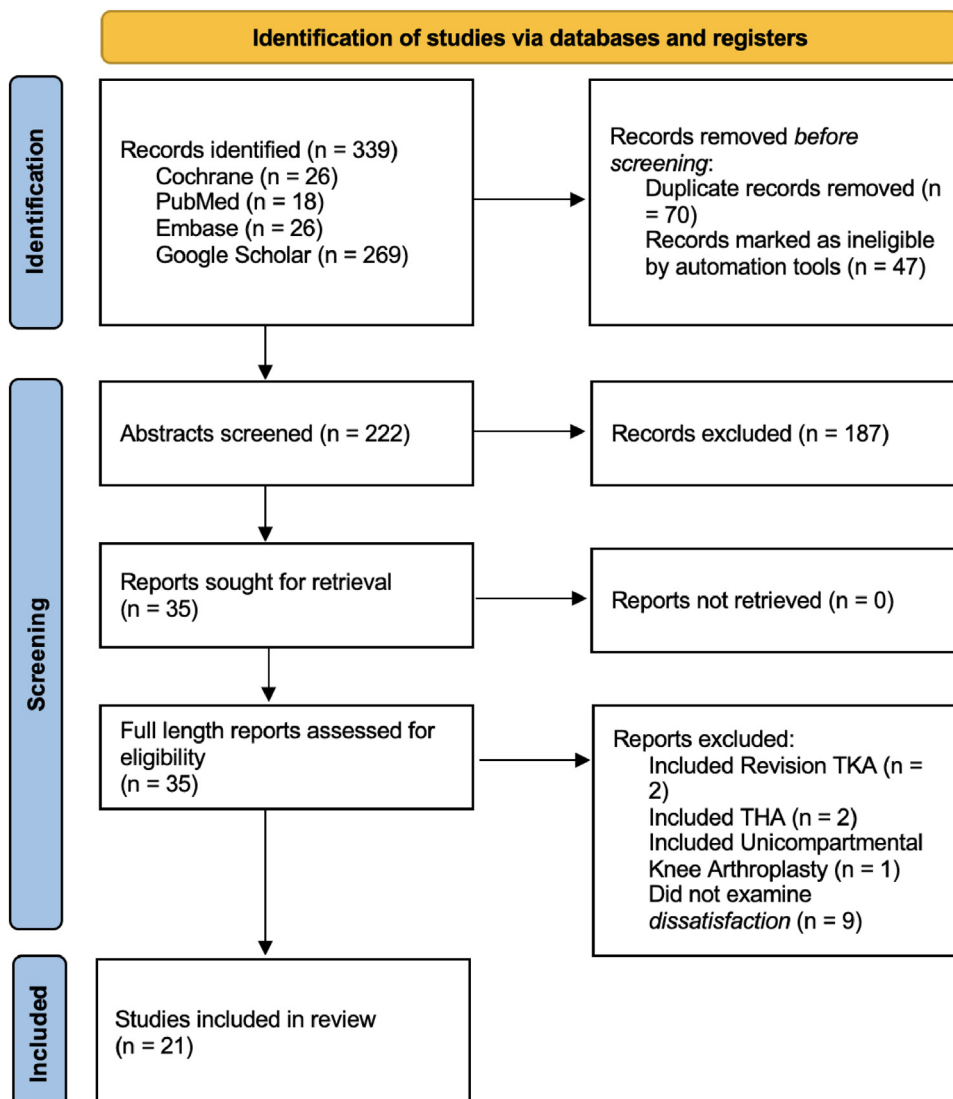 Identification of studies via databases and registers
Identification
Records identified (n = 339)
Cochrane (n = 26)
PubMed (n = 18)
Embase (n = 26)
Google Scholar (n = 269)
Records removed before
screening:
Duplicate records removed (n
= 70)
Records marked as ineligible
by automation tools (n = 47)
Screening
Abstracts screened (n = 222)
Records excluded (n = 187)
Reports sought for retrieval
(n = 35)
Reports not retrieved (n = 0)
Full length reports assessed for
eligibility
(n = 35)
Reports excluded:
Included Revision TKA (n =
2)
Included THA (n = 2)
Included Unicompartmental
Knee Arthroplasty (n = 1)
Did not examine
dissatisfaction (n = 9)
Included
Studies included in review
(n = 21)